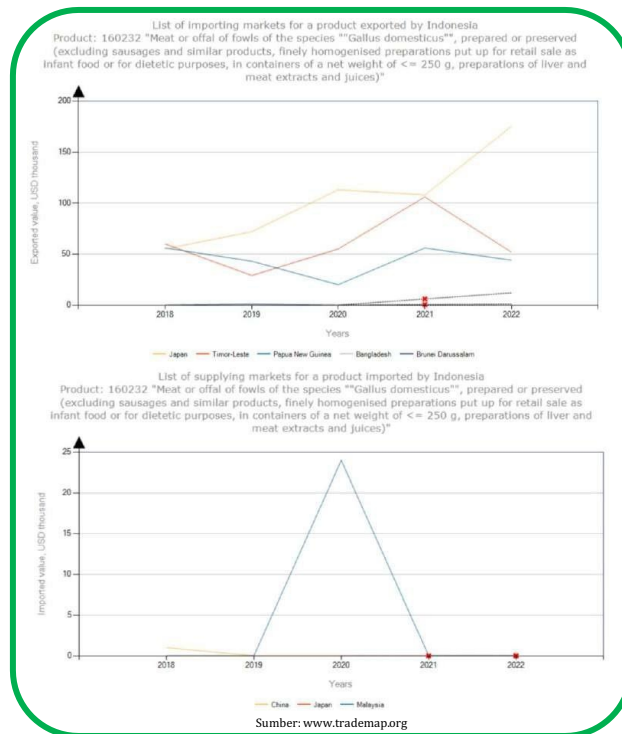 List of importing markets for a product exported by Indonesia
Product: 160232 "Meat or offal of fowls of the species ""Gallus domesticus"", prepared or preserved
(excluding sausages and similar products, finely homogenised preparations put up for retail sale as
infant food or for dietetic purposes, in containers of a net weight of <= 250 g, preparations of liver and
meat extracts and juices)"
200
150
100
50
0
Exported value, USD thousand
2018 2019 2020 2021 2022
Years
Japan Timor-Leste Papua New Guinea Bangladesh Brunei Darussalam
List of supplying markets for a product imported by Indonesia
Product: 160232 "Meat or offal of fowls of the species ""Gallus domesticus"", prepared or preserved
(excluding sausages and similar products, finely homogenised preparations put up for retail sale as
infant food or for dietetic purposes, in containers of a net weight of <= 250 g, preparations of liver and
meat extracts and juices)"
25
20
15
10
5
0
Imported value, USD thousand
2018 2019 2020 2021 2022
Years
China Japan Malaysia
Sumber: www.trademap.org